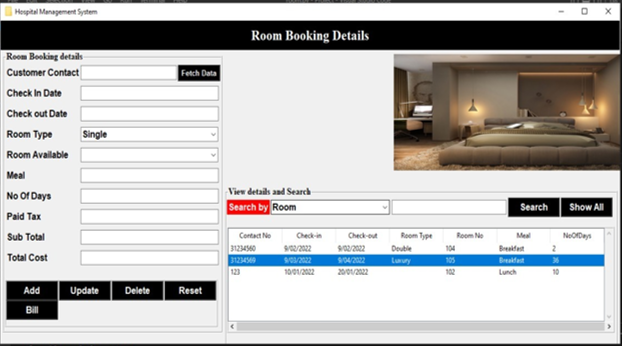 Hospital Management System
Room Booking Details
Room Booking details
Customer Contact
Fetch Data
Check In Date
Check out Date
Room Type
Single
Room Available
Meal
No Of Days
Paid Tax
Sub Total
Total Cost
Add Update Delete Reset
Bill
View details and Search
Search by Room Search Show All
Contact No Check-in Check-out Room Type Room No Meal NoOfDays
31234560 9/02/2022 9/02/2022 Double 104 Breakfast 2
31234569 9/03/2022 9/04/2022 Luxury 105 Breakfast 36
123 10/01/2022 20/01/2022 102 Lunch 10